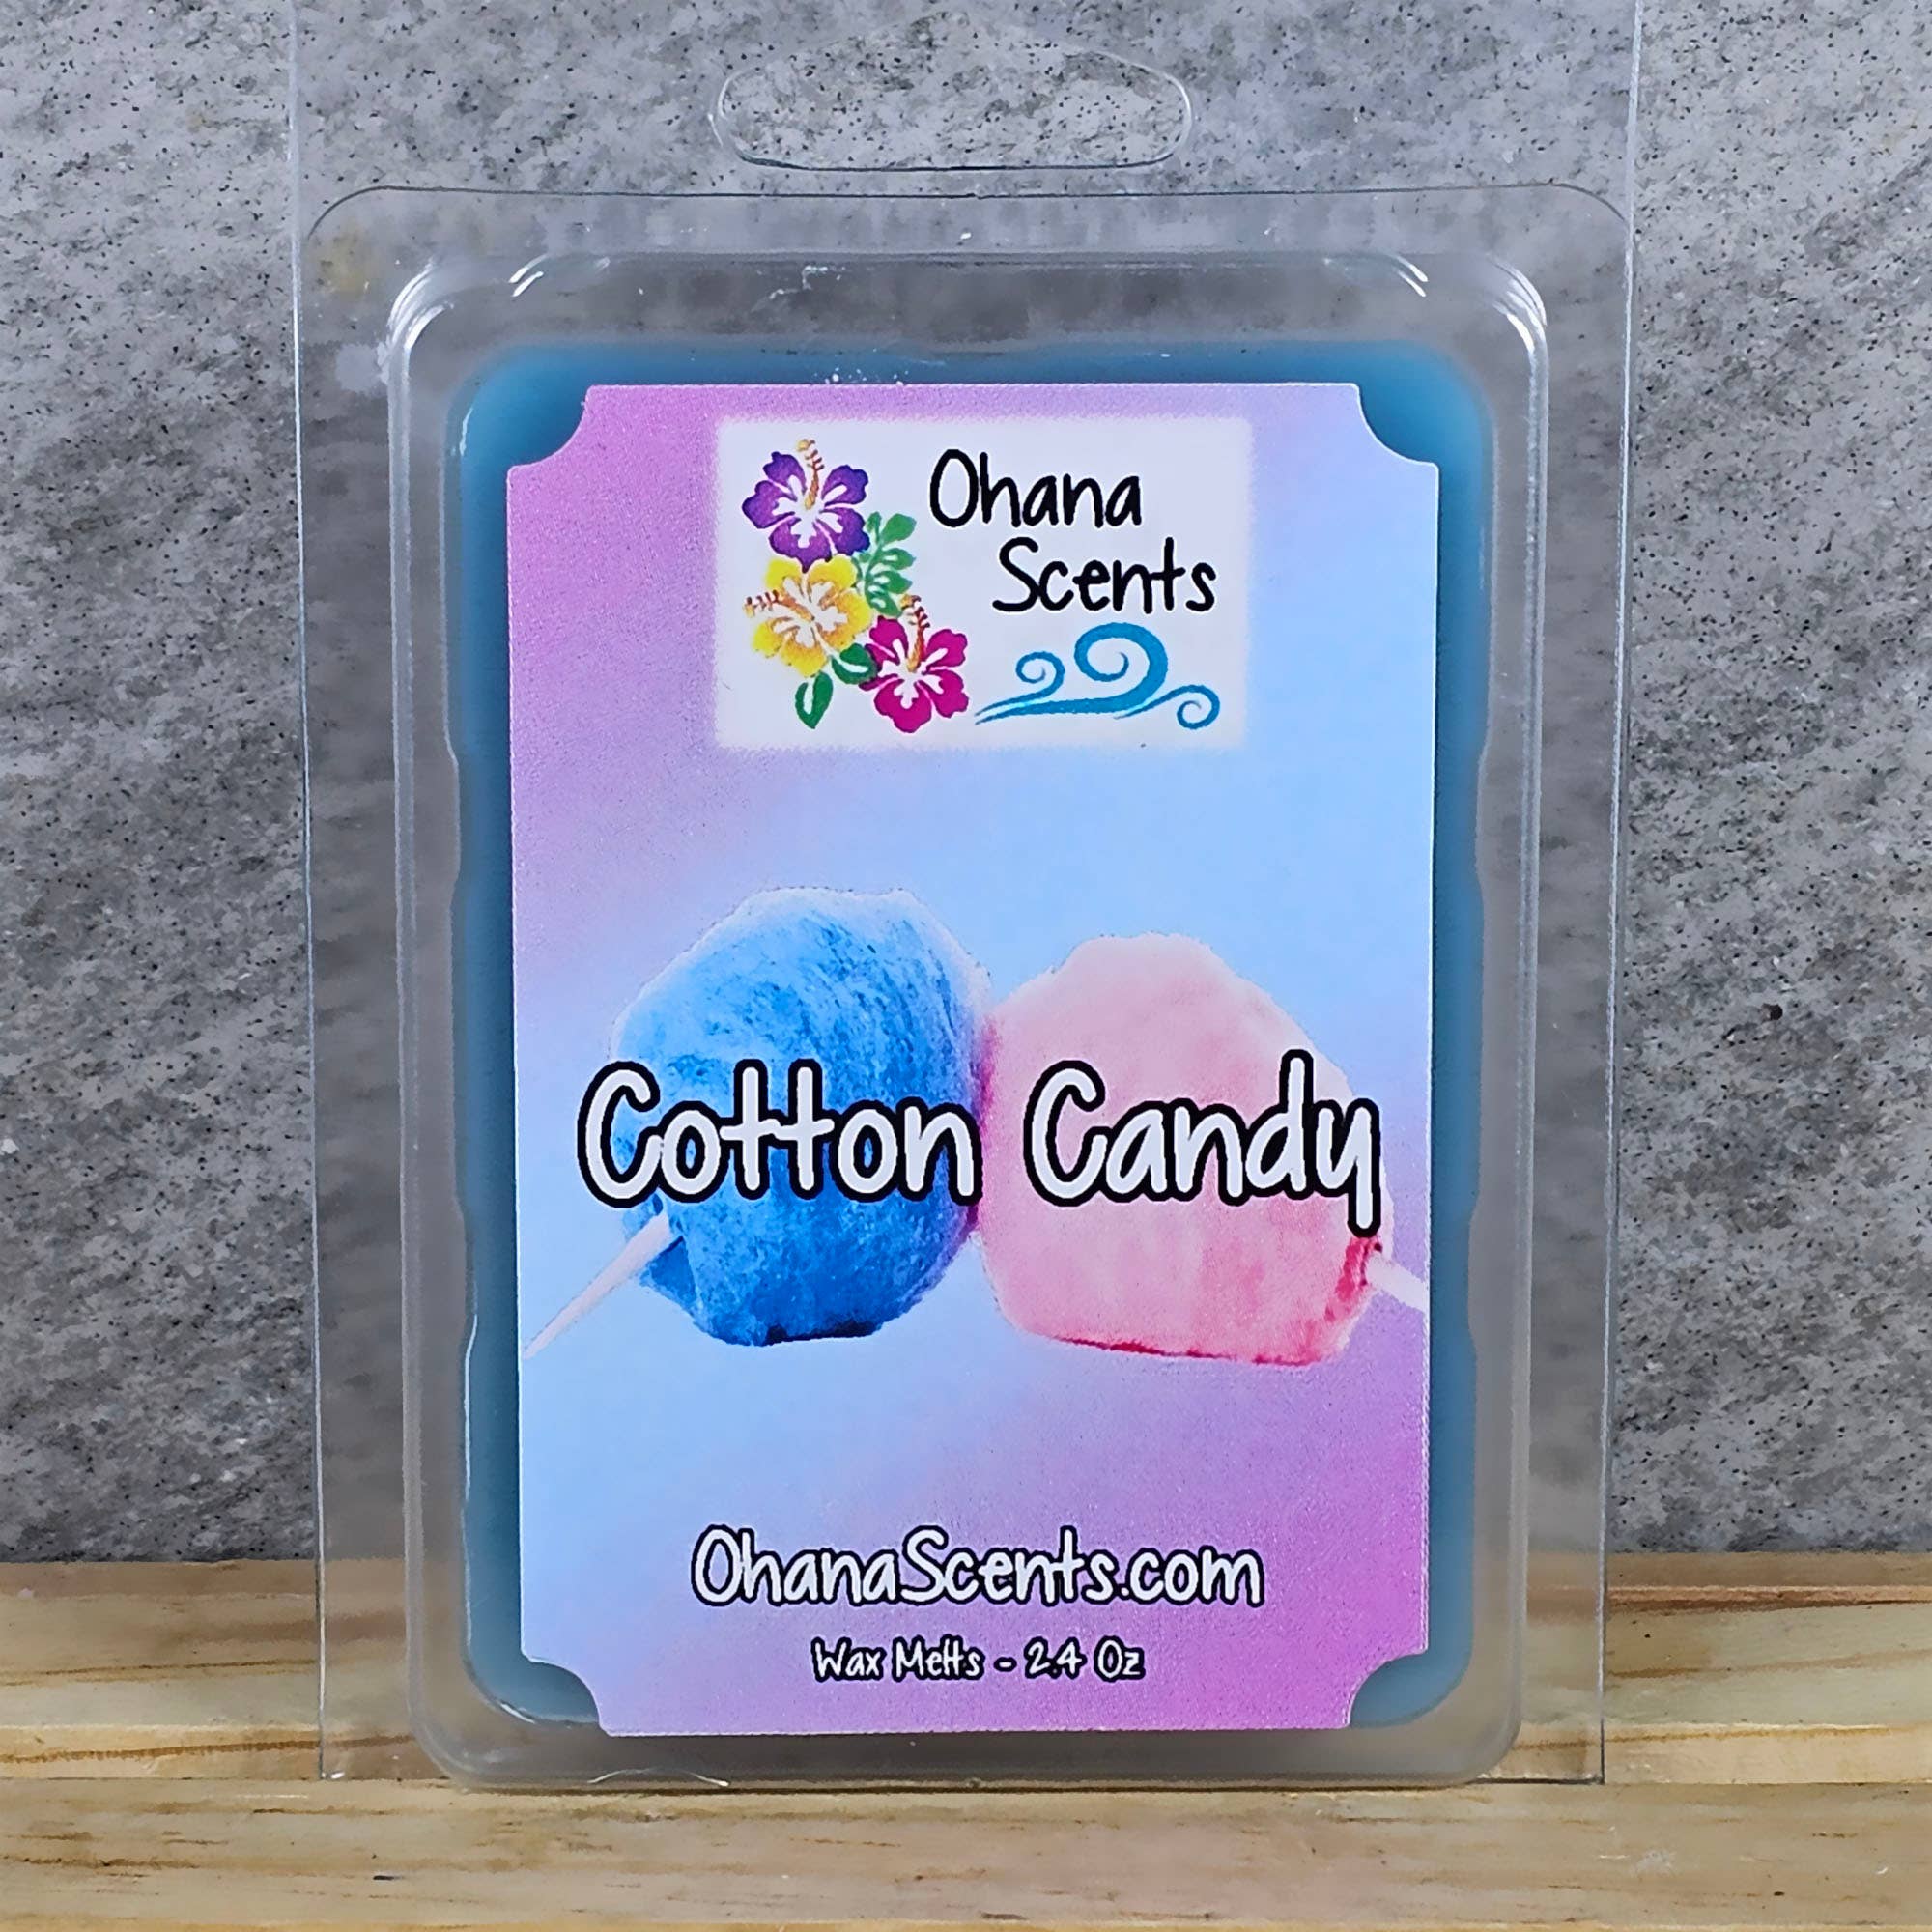 Ohana
Scents
Cotton Candy
OhanaScents.com
Wax Melts - 2.4 Oz